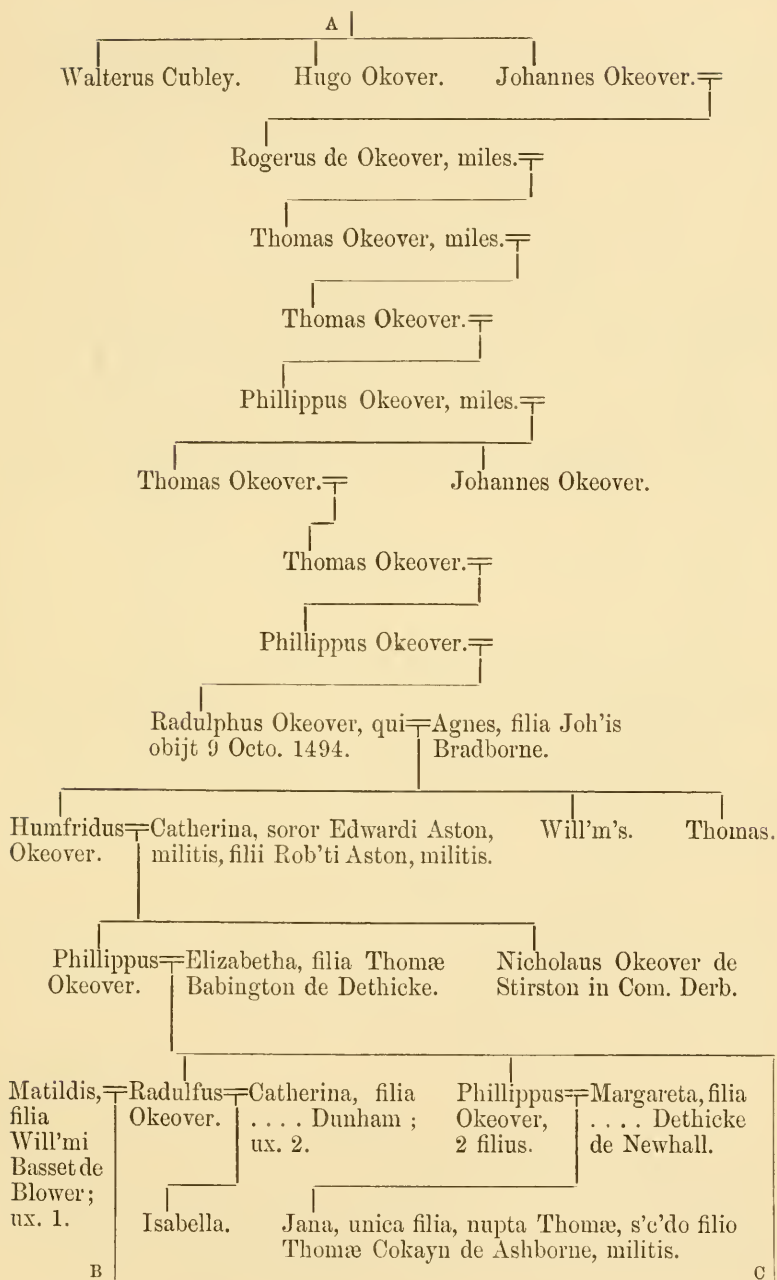 A
Walterus Cubley. Hugo Okover. Johannes Okeover.
Rogerus de Okeover, miles.
Thomas Okeover, miles.
Thomas Okeover.
Phillippus Okeover, miles.
Thomas Okeover. Johannes Okeover.
Thomas Okeover.
Phillippus Okeover.
Radulphus Okeover, qui
obijt 9 Octo. 1494.
Agnes, filia Joh'is
Bradborne.
Humfridus
Okeover.
Catherina, soror Edwardi Aston,
militis, filii Rob'ti Aston, militis.
Will'm's.
Thomas.
Phillippus
Okeover.
Elizabetha, filia Thomæ
Babington de Dethicke.
Nicholaus Okeover de
Stirston in Com. Derb.
Matildis,
filia
Will'mi
Basset de
Blower;
ux. 1.
Radulfus
Okeover.
Catherina, filia
. . . . Dunham ;
ux. 2.
Phillippus
Okeover,
2 filius.
Margareta, filia
. . . . Dethicke
de Newhall.
Isabella.
Jana, unica filia, nupta Thomæ, s'c'do filio
Thomæ Cokayn de Ashborne, militis.
B
C